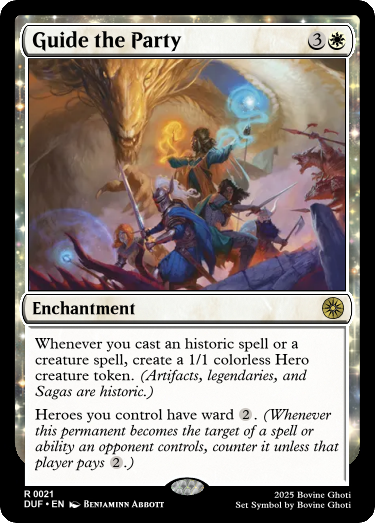 Guide the Party 3
Enchantment
Whenever you cast an historic spell or a
creature spell, create a 1/1 colorless Hero
creature token. (Artifacts, legendaries, and
Sagas are historic.)
Heroes you control have ward 2. (Whenever
this permanent becomes the target of a spell or
ability an opponent controls, counter it unless that
player pays 2.)
R 0021
DUF • EN Benjaminn Abbott
2025 Bovine Ghoti
Set Symbol by Bovine Ghoti